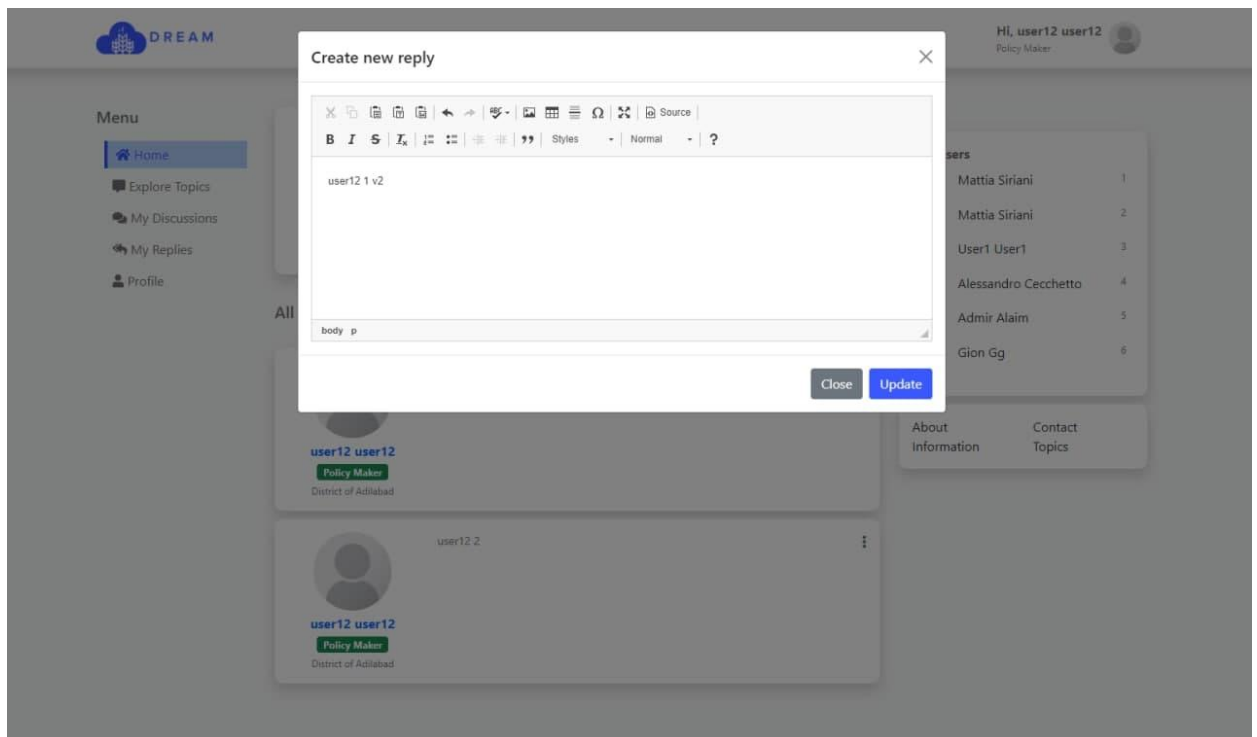 DREAM
Hi, user12 user12
Policy Maker
Create new reply
Source
B I S Ix Styles Normal ?
user12 1 v2
body p
Close Update
Menu
Home
Explore Topics
My Discussions
My Replies
Profile
All
user12 user12
Policy Maker
District of Adilabad
user12 2
user12 user12
Policy Maker
District of Adilabad
sers
Mattia Siriani 1
Mattia Siriani 2
User1 User1 3
Alessandro Cecchetto 4
Admir Alaim 5
Gion Gg 6
About Contact
Information Topics